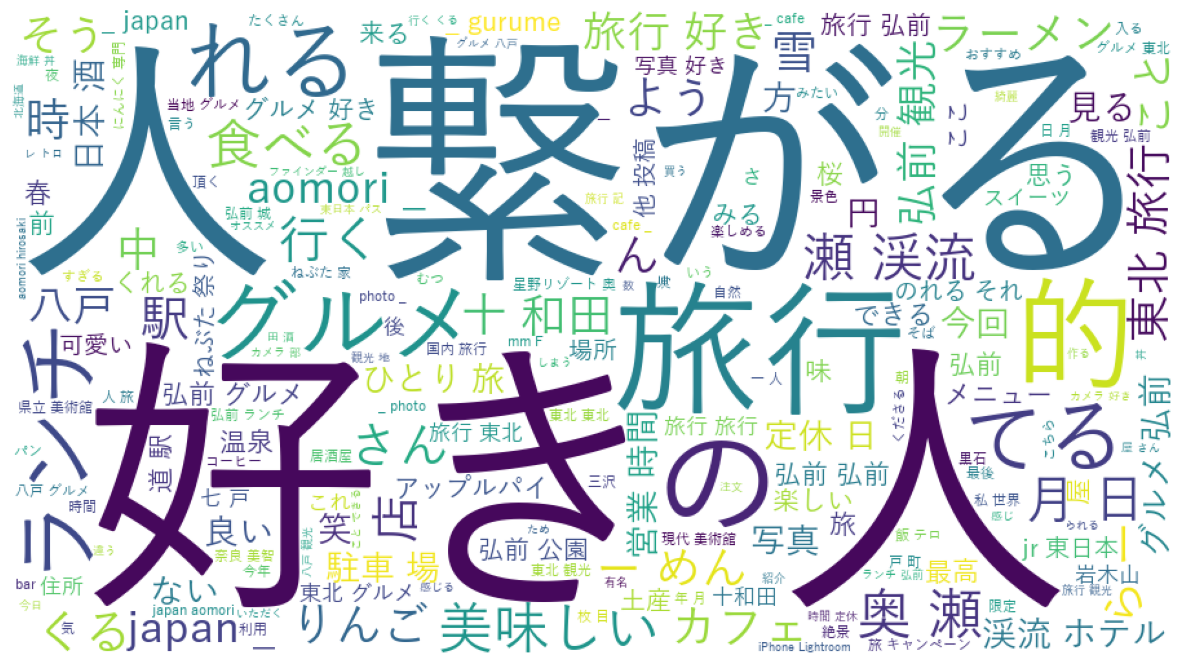 人 繋がる
好き 人
旅行
グルメ
ランチ
的
の
れる
てる
aomori
japan
食べる
行く
美味しい
りんご
カフェ
奥 瀬
瀬 渓流
渓流 ホテル
十 和田
東北 旅行
弘前 観光
ラーメン
旅行 好き
旅行 弘前
gurume
_ japan
そう
たくさん
行く くる
_ cafe
入る
グルメ 八戸
来る
雪
おすすめ
グルメ 東北
こと
海鮮 丼
夜
にんにく 専門
北海道
日本 酒
時
当地 グルメ
グルメ 好き
写真 好き
よう
方
みたい
分
綺麗
見る
言う
開催
日 月
観光 弘前
レトロ
ファインダー 越し
買う
他 投稿
さ
桜
思う
春
頂く
東日本 パス
旅行 記
景色
スイーツ
前
弘前 城
オススメ
みる
円
cafe _
楽しめる
中
多い
ん
aomori hirosaki
すぎる
くれる
ねぶた 家
むつ
星野リゾート 奥
数
いう
のれる それ
八戸
駅
ねぶた 祭り
photo _
自然
できる
今回
そば
可愛い
後
田 酒
mm F
場所
弘前
作る
丼
カメラ 部
国内 旅行
しまう
観光 地
一人
味
朝
くださる
カメラ 好き
弘前 グルメ
ひとり 旅
メニュー
県立 美術館
人 旅
弘前 ランチ
_ photo
東北 東北
旅行 旅行
定休 日
こちら
弘前
温泉
さん
旅行 東北
営業 時間
パン
コーヒー
居酒屋
三沢
弘前 弘前
黒石
屋 さん
道 駅
八戸 グルメ
七 戸
これ
アップルパイ
最後
時間
店
注文
楽しい
私 世界
月 日
屋
グルメ
感じ
良い
笑
ため
旅
られる
違う
奈良 美智
今年
弘前 公園
現代 美術館
写真
飯 テロ
戸 町
jr 東日本
bar
住所
駐車 場
八戸 観光
東北 観光
有名
めん
紹介
ランチ 弘前
最高
岩木山
ない
東北 グルメ
感じる
土産
年 月
十和田
限定
旅行 観光
今日
japan aomori
いただく
枚 目
時間 定休
くる
気
利用
iPhone Lightroom
絶景
旅 キャンペーン